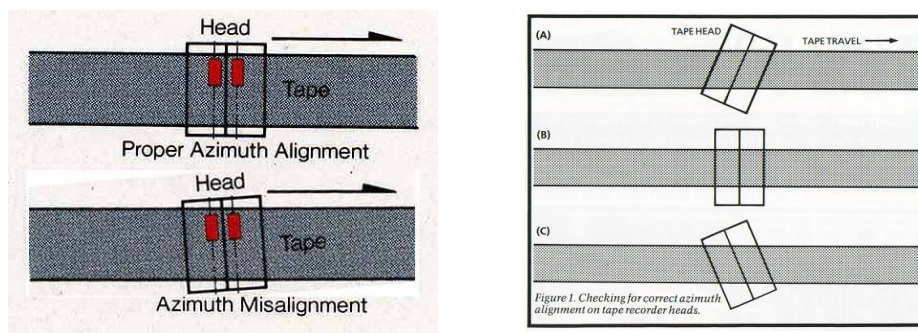 Head
Tape
Proper Azimuth Alignment
Head
Tape
Azimuth Misalignment
(A)
TAPE HEAD
TAPE TRAVEL
(B)
(C)
Figure 1. Checking for correct azimuth
alignment on tape recorder heads.